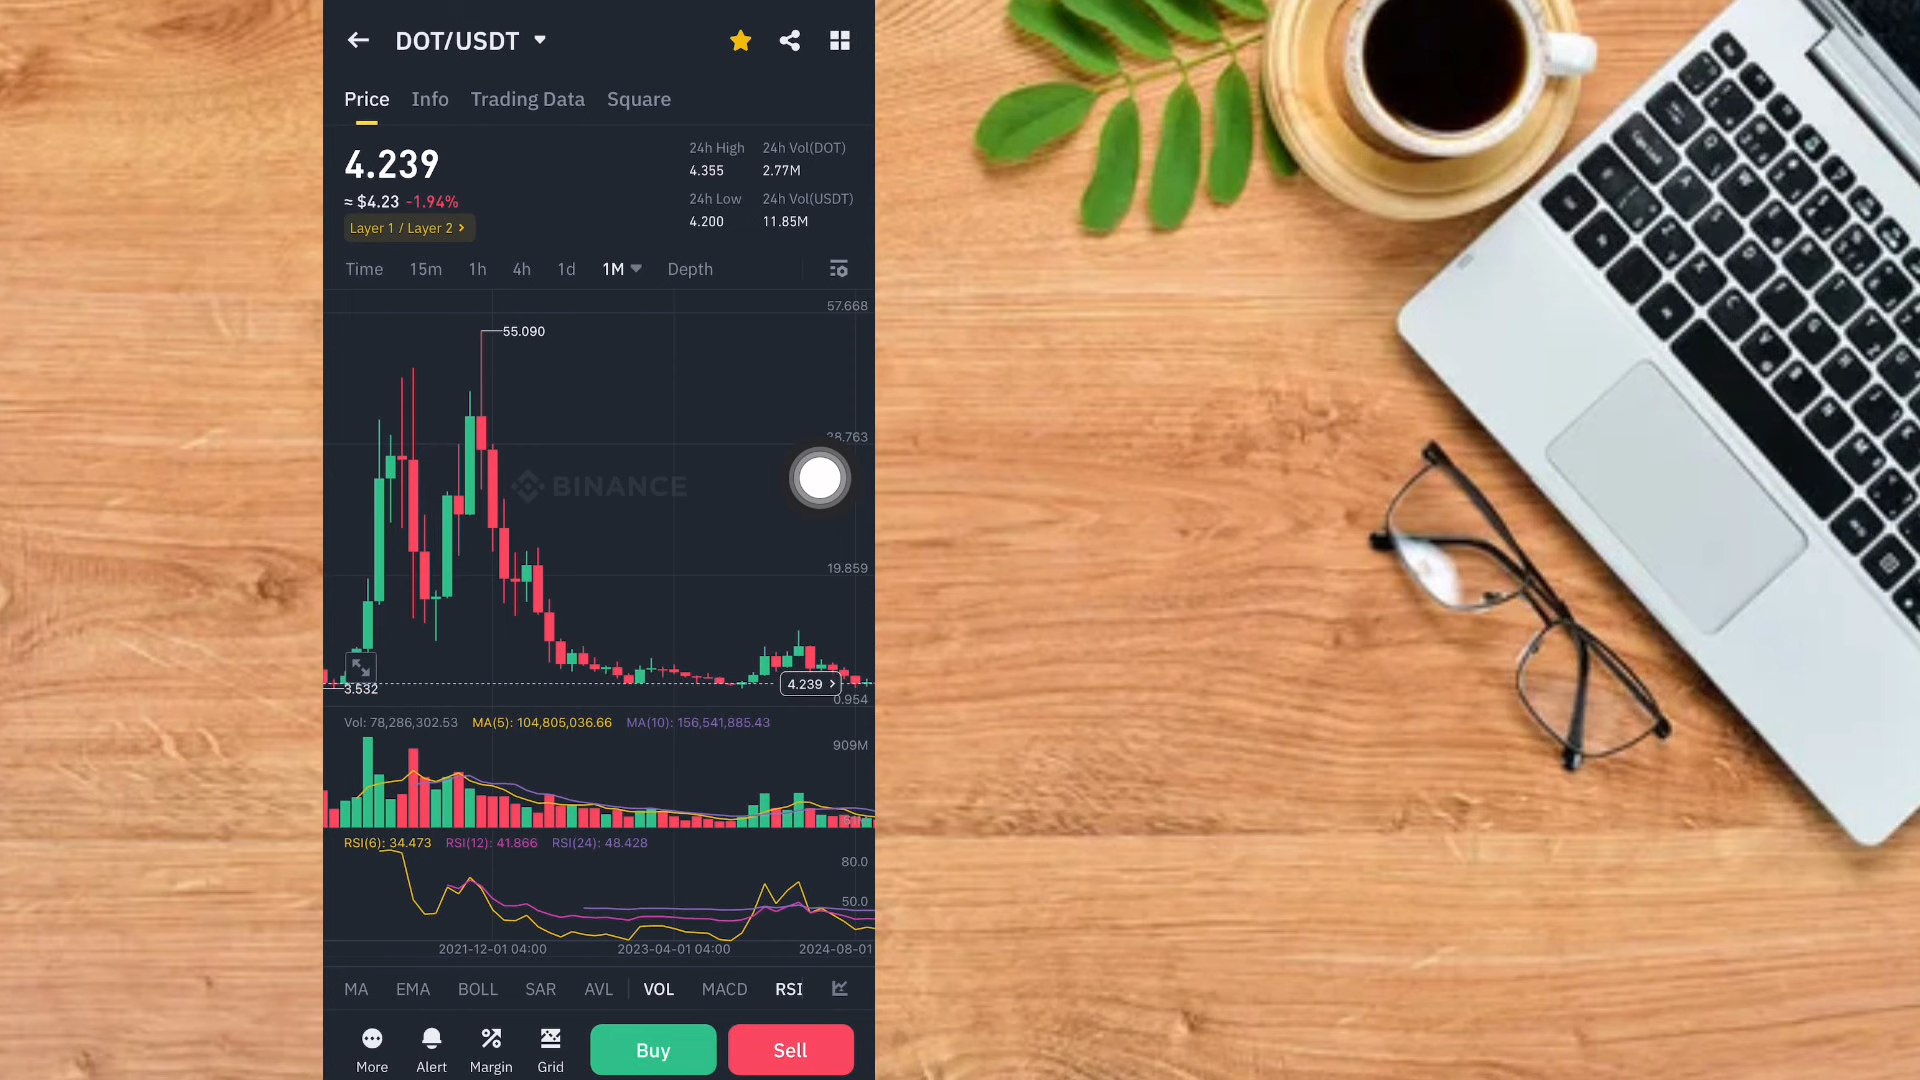 DOT/USDT
Price Info Trading Data Square
4.239
≈ $4.23 -1.94%
Layer 1 / Layer 2
24h High
4.355
24h Vol(DOT)
2.77M
24h Low
4.200
24h Vol(USDT)
11.85M
Time 15m 1h 4h 1d 1M Depth
57.668
55.090
BINANCE
19.859
4.239
3.532
0.954
Vol: 78,286,302.53 MA(5): 104,805,036.66 MA(10): 156,541,885.43
909M
RSI(6): 34.473 RSI(12): 41.866 RSI(24): 48.428
80.0
50.0
2021-12-01 04:00 2023-04-01 04:00 2024-08-01
MA EMA BOLL SAR AVL VOL MACD RSI
More Alert Margin Grid
Buy Sell